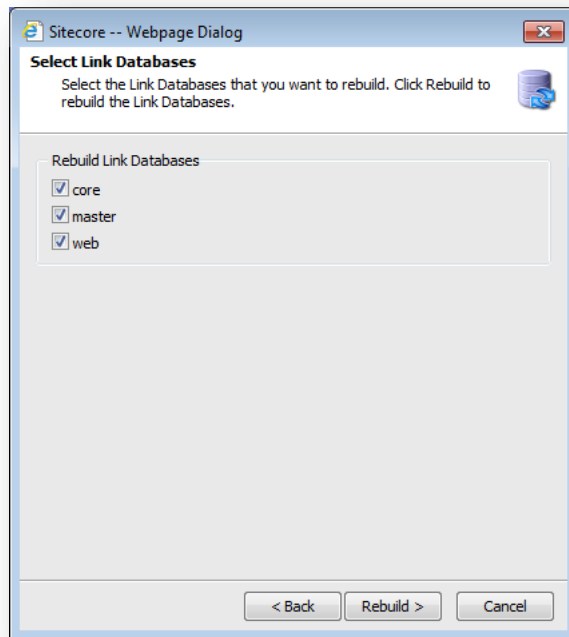 Sitecore -- Webpage Dialog
Select Link Databases
Select the Link Databases that you want to rebuild. Click Rebuild to
rebuild the Link Databases.
Rebuild Link Databases
core
master
web
< Back
Rebuild >
Cancel